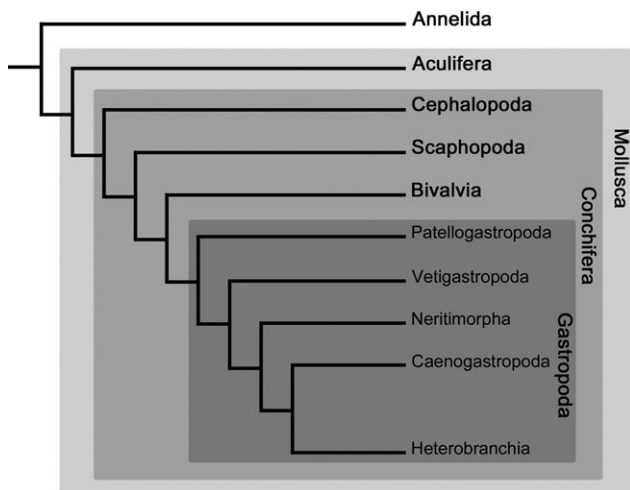 Annelida
Aculifera
Cephalopoda
Scaphopoda
Bivalvia
Patellogastropoda
Vetigastropoda
Neritimorpha
Caenogastropoda
Heterobranchia
Gastropoda
Conchifera
Mollusca